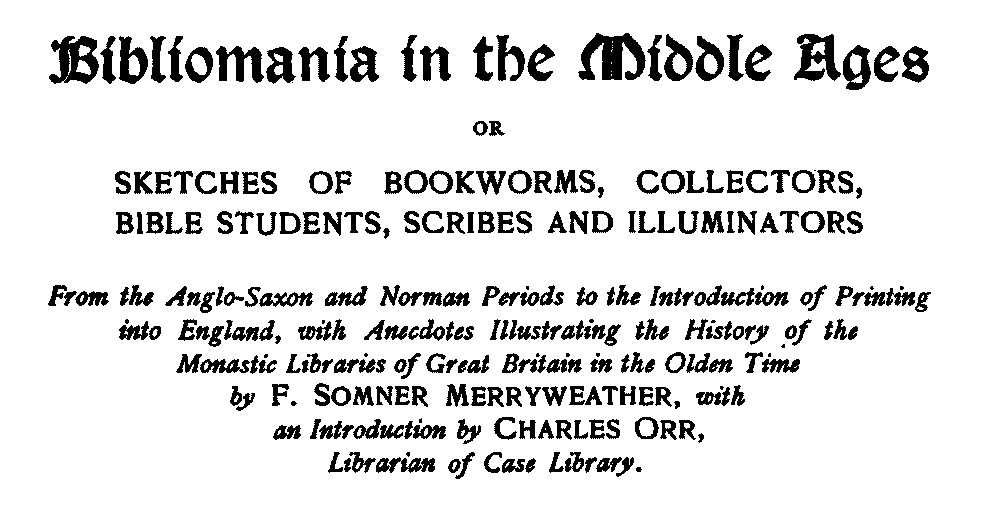 Bibliomania in the Middle Ages
OR
SKETCHES OF BOOKWORMS, COLLECTORS,
BIBLE STUDENTS, SCRIBES AND ILLUMINATORS
From the Anglo-Saxon and Norman Periods to the Introduction of Printing
into England, with Anecdotes Illustrating the History of the
Monastic Libraries of Great Britain in the Olden Time
by F. SOMNER MERRYWEATHER, with
an Introduction by CHARLES ORR,
Librarian of Case Library.